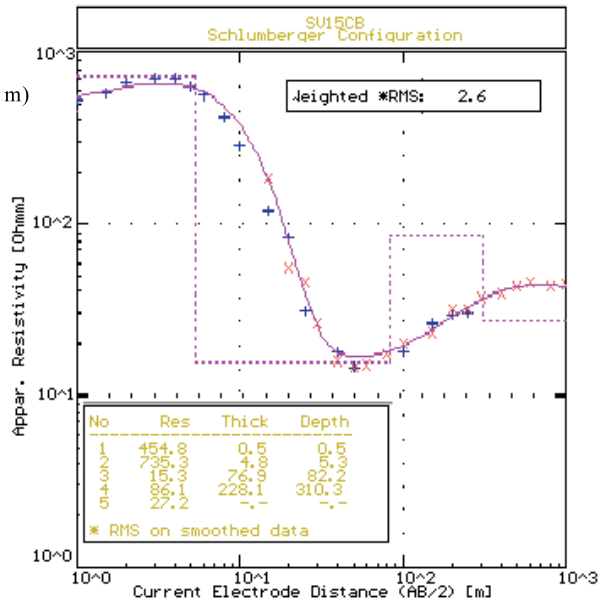 SV15CB
Schlumberger Configuration
10^3
m)
Weighted *RMS: 2.6
10^2
Appar. Resistivity [Ohmm]
10^1
No Res Thick Depth
1 454.8 0.5 0.5
2 735.3 4.8 5.3
3 15.3 76.9 82.2
4 86.1 228.1 310.3
5 27.2 -.- -.-
* RMS on smoothed data
10^0
10^0 10^1 10^2 10^3
Current Electrode Distance (AB/2) [m]